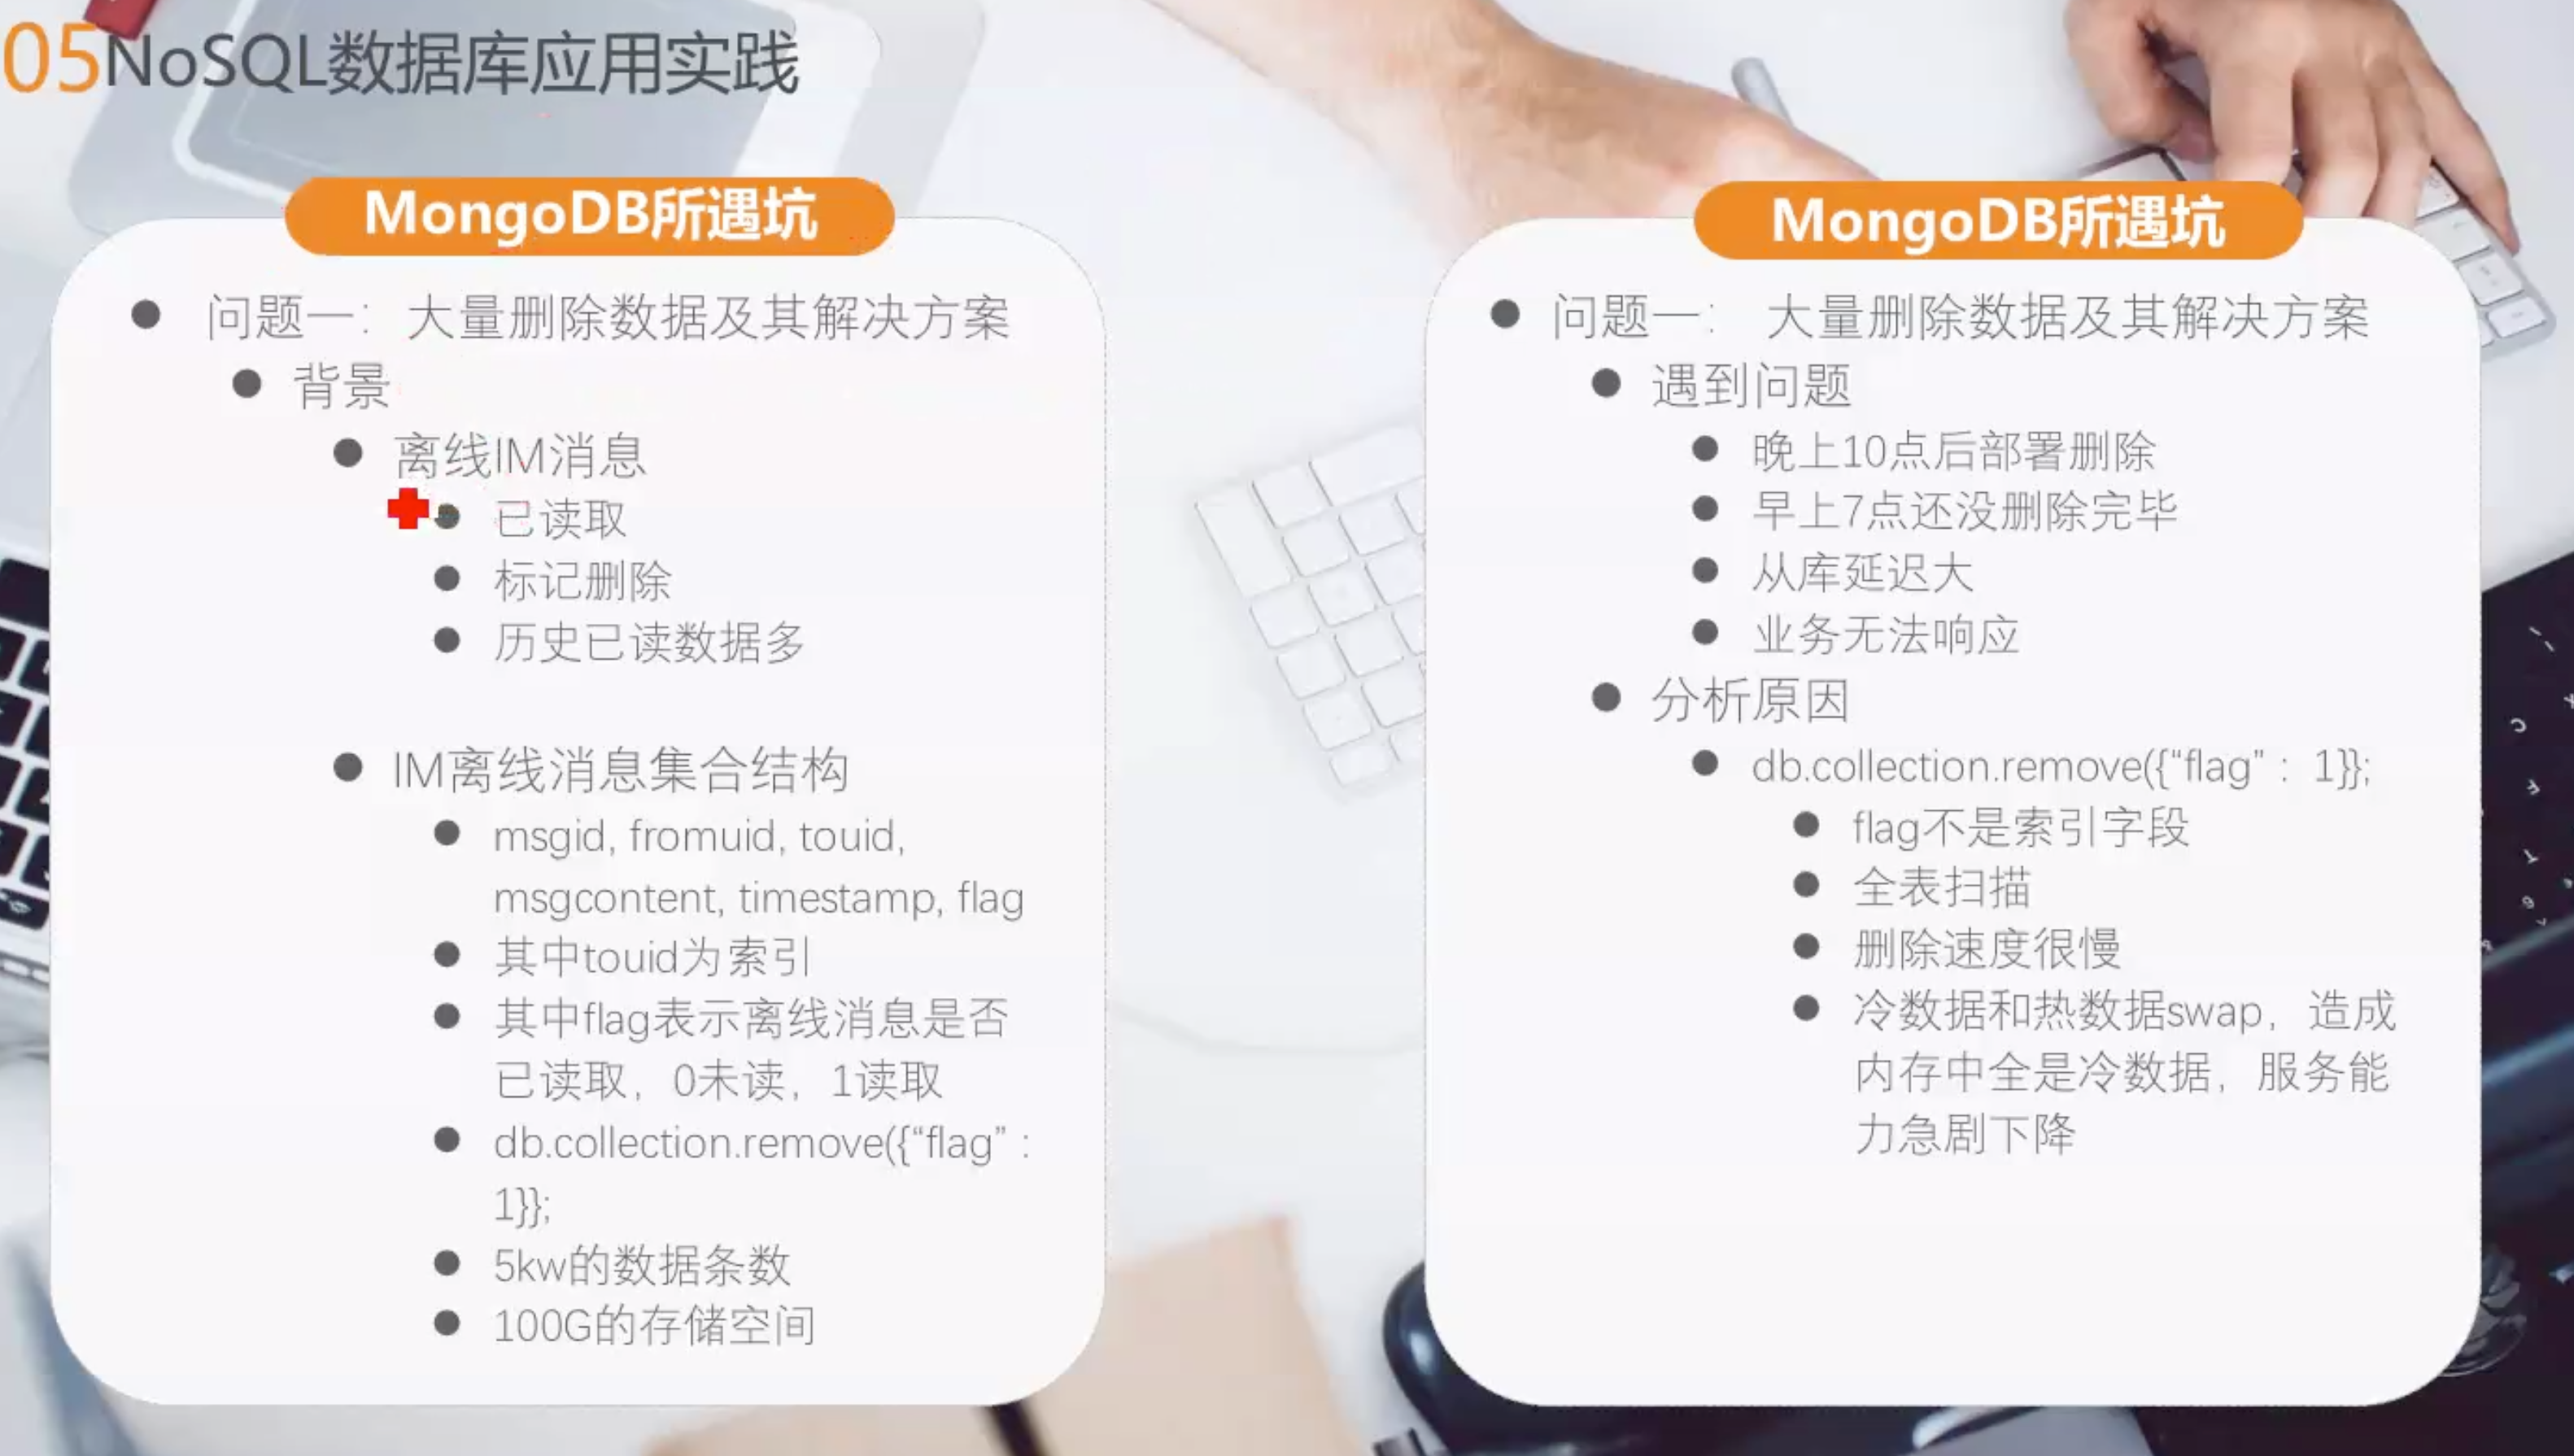 05NoSQL数据库应用实践
MongoDB所遇坑
问题一：大量删除数据及其解决方案
背景
离线IM消息
已读取
标记删除
历史已读数据多
IM离线消息集合结构
msgid, fromuid, touid,
msgcontent, timestamp, flag
其中touid为索引
其中flag表示离线消息是否
已读取，0未读，1读取
db.collection.remove({“flag” :
1}};
5kw的数据条数
100G的存储空间
MongoDB所遇坑
问题一： 大量删除数据及其解决方案
遇到问题
晚上10点后部署删除
早上7点还没删除完毕
从库延迟大
业务无法响应
分析原因
db.collection.remove({“flag” : 1}};
flag不是索引字段
全表扫描
删除速度很慢
冷数据和热数据swap，造成
内存中全是冷数据，服务能
力急剧下降